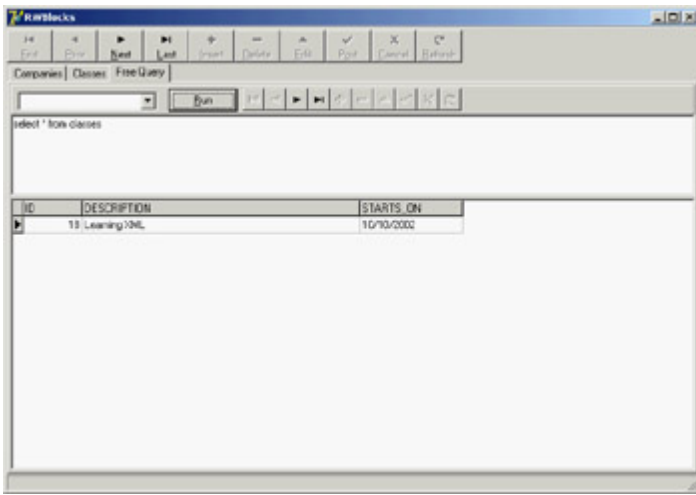 RWBlocks
First Prior Next Last Insert Delete Edit Post Cancel Refresh
Companies Classes Free Query
Run
select * from classes
ID DESCRIPTION STARTS_ON
Learning XML 10/10/2002